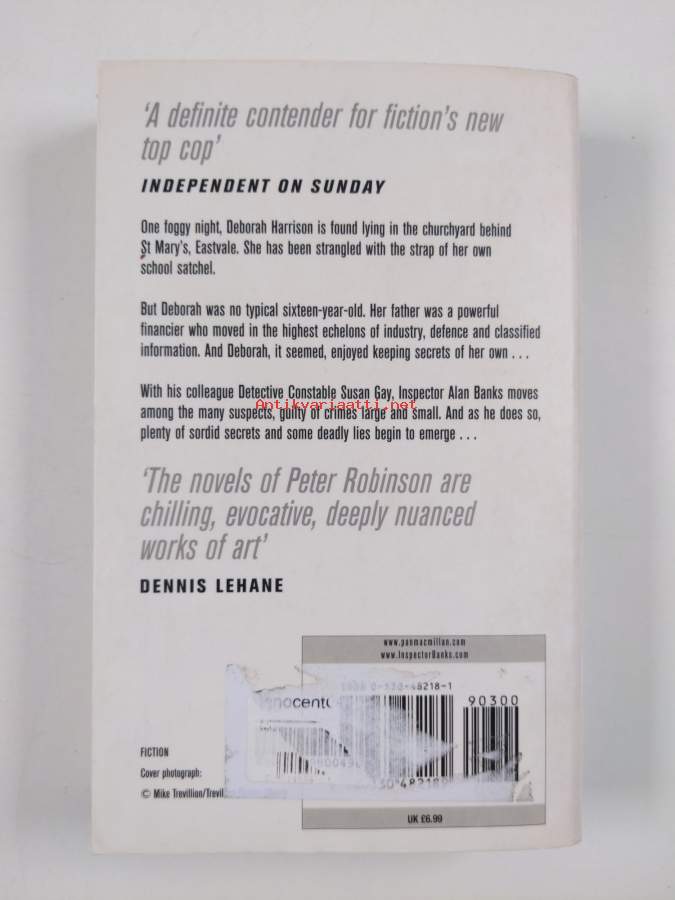 ‘A definite contender for fiction’s new
top cop’
INDEPENDENT ON SUNDAY
One foggy night, Deborah Harrison is found lying in the churchyard behind
St Mary’s, Eastvale. She has been strangled with the strap of her own
school satchel.
But Deborah was no typical sixteen-year-old. Her father was a powerful
financier who moved in the highest echelons of industry, defence and classified
information. And Deborah, it seemed, enjoyed keeping secrets of her own . . .
With his colleague Detective Constable Susan Gay, Inspector Alan Banks moves
among the many suspects, guilty of crimes large and small. And as he does so,
Antikvariaatti.net
plenty of sordid secrets and some deadly lies begin to emerge . . .
‘The novels of Peter Robinson are
chilling, evocative, deeply nuanced
works of art’
DENNIS LEHANE
www.panmacmillan.com
www.InspectorBanks.com
48218-1
90300
nnocent
FICTION
Cover photograph:
© Mike Trevillion/Trevil
UK £6.99